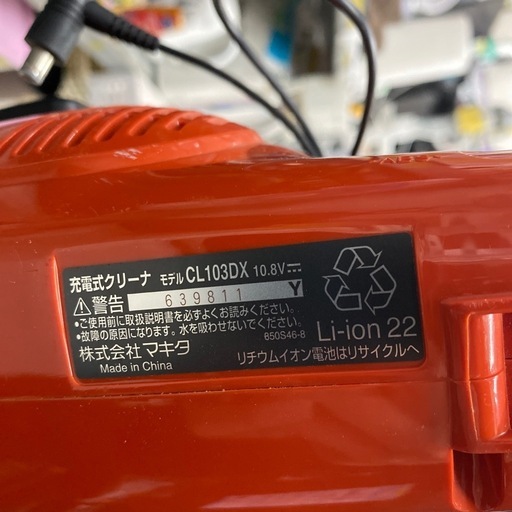 充電式クリーナ モデル CL103DX 10.8V
警告 639811 Y
•ご使用前に取扱説明書を必ずよくお読みください。
•故障の原因になります。水を吸わせないでください。
850S46-8
株式会社マキタ
Made in China
Li-ion 22
リチウムイオン電池はリサイクルへ